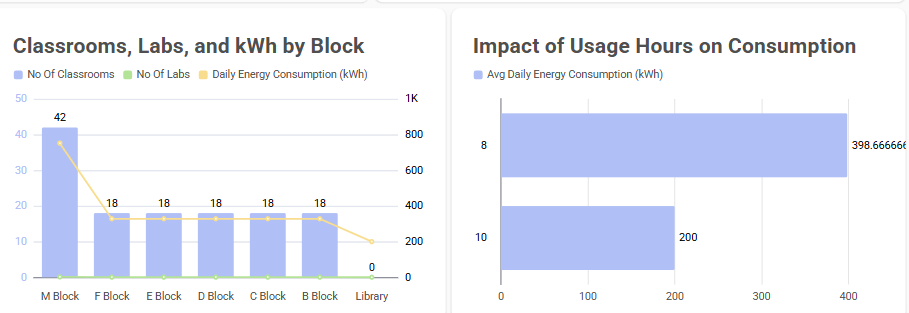 Classrooms, Labs, and kWh by Block
No Of Classrooms No Of Labs Daily Energy Consumption (kWh)
50 1K
42
40 800
30 600
18 18 18 18 18
20 400
10 200
0
0 0
M Block F Block E Block D Block C Block B Block Library
Impact of Usage Hours on Consumption
Avg Daily Energy Consumption (kWh)
8 398.666666
10 200
0 100 200 300 400